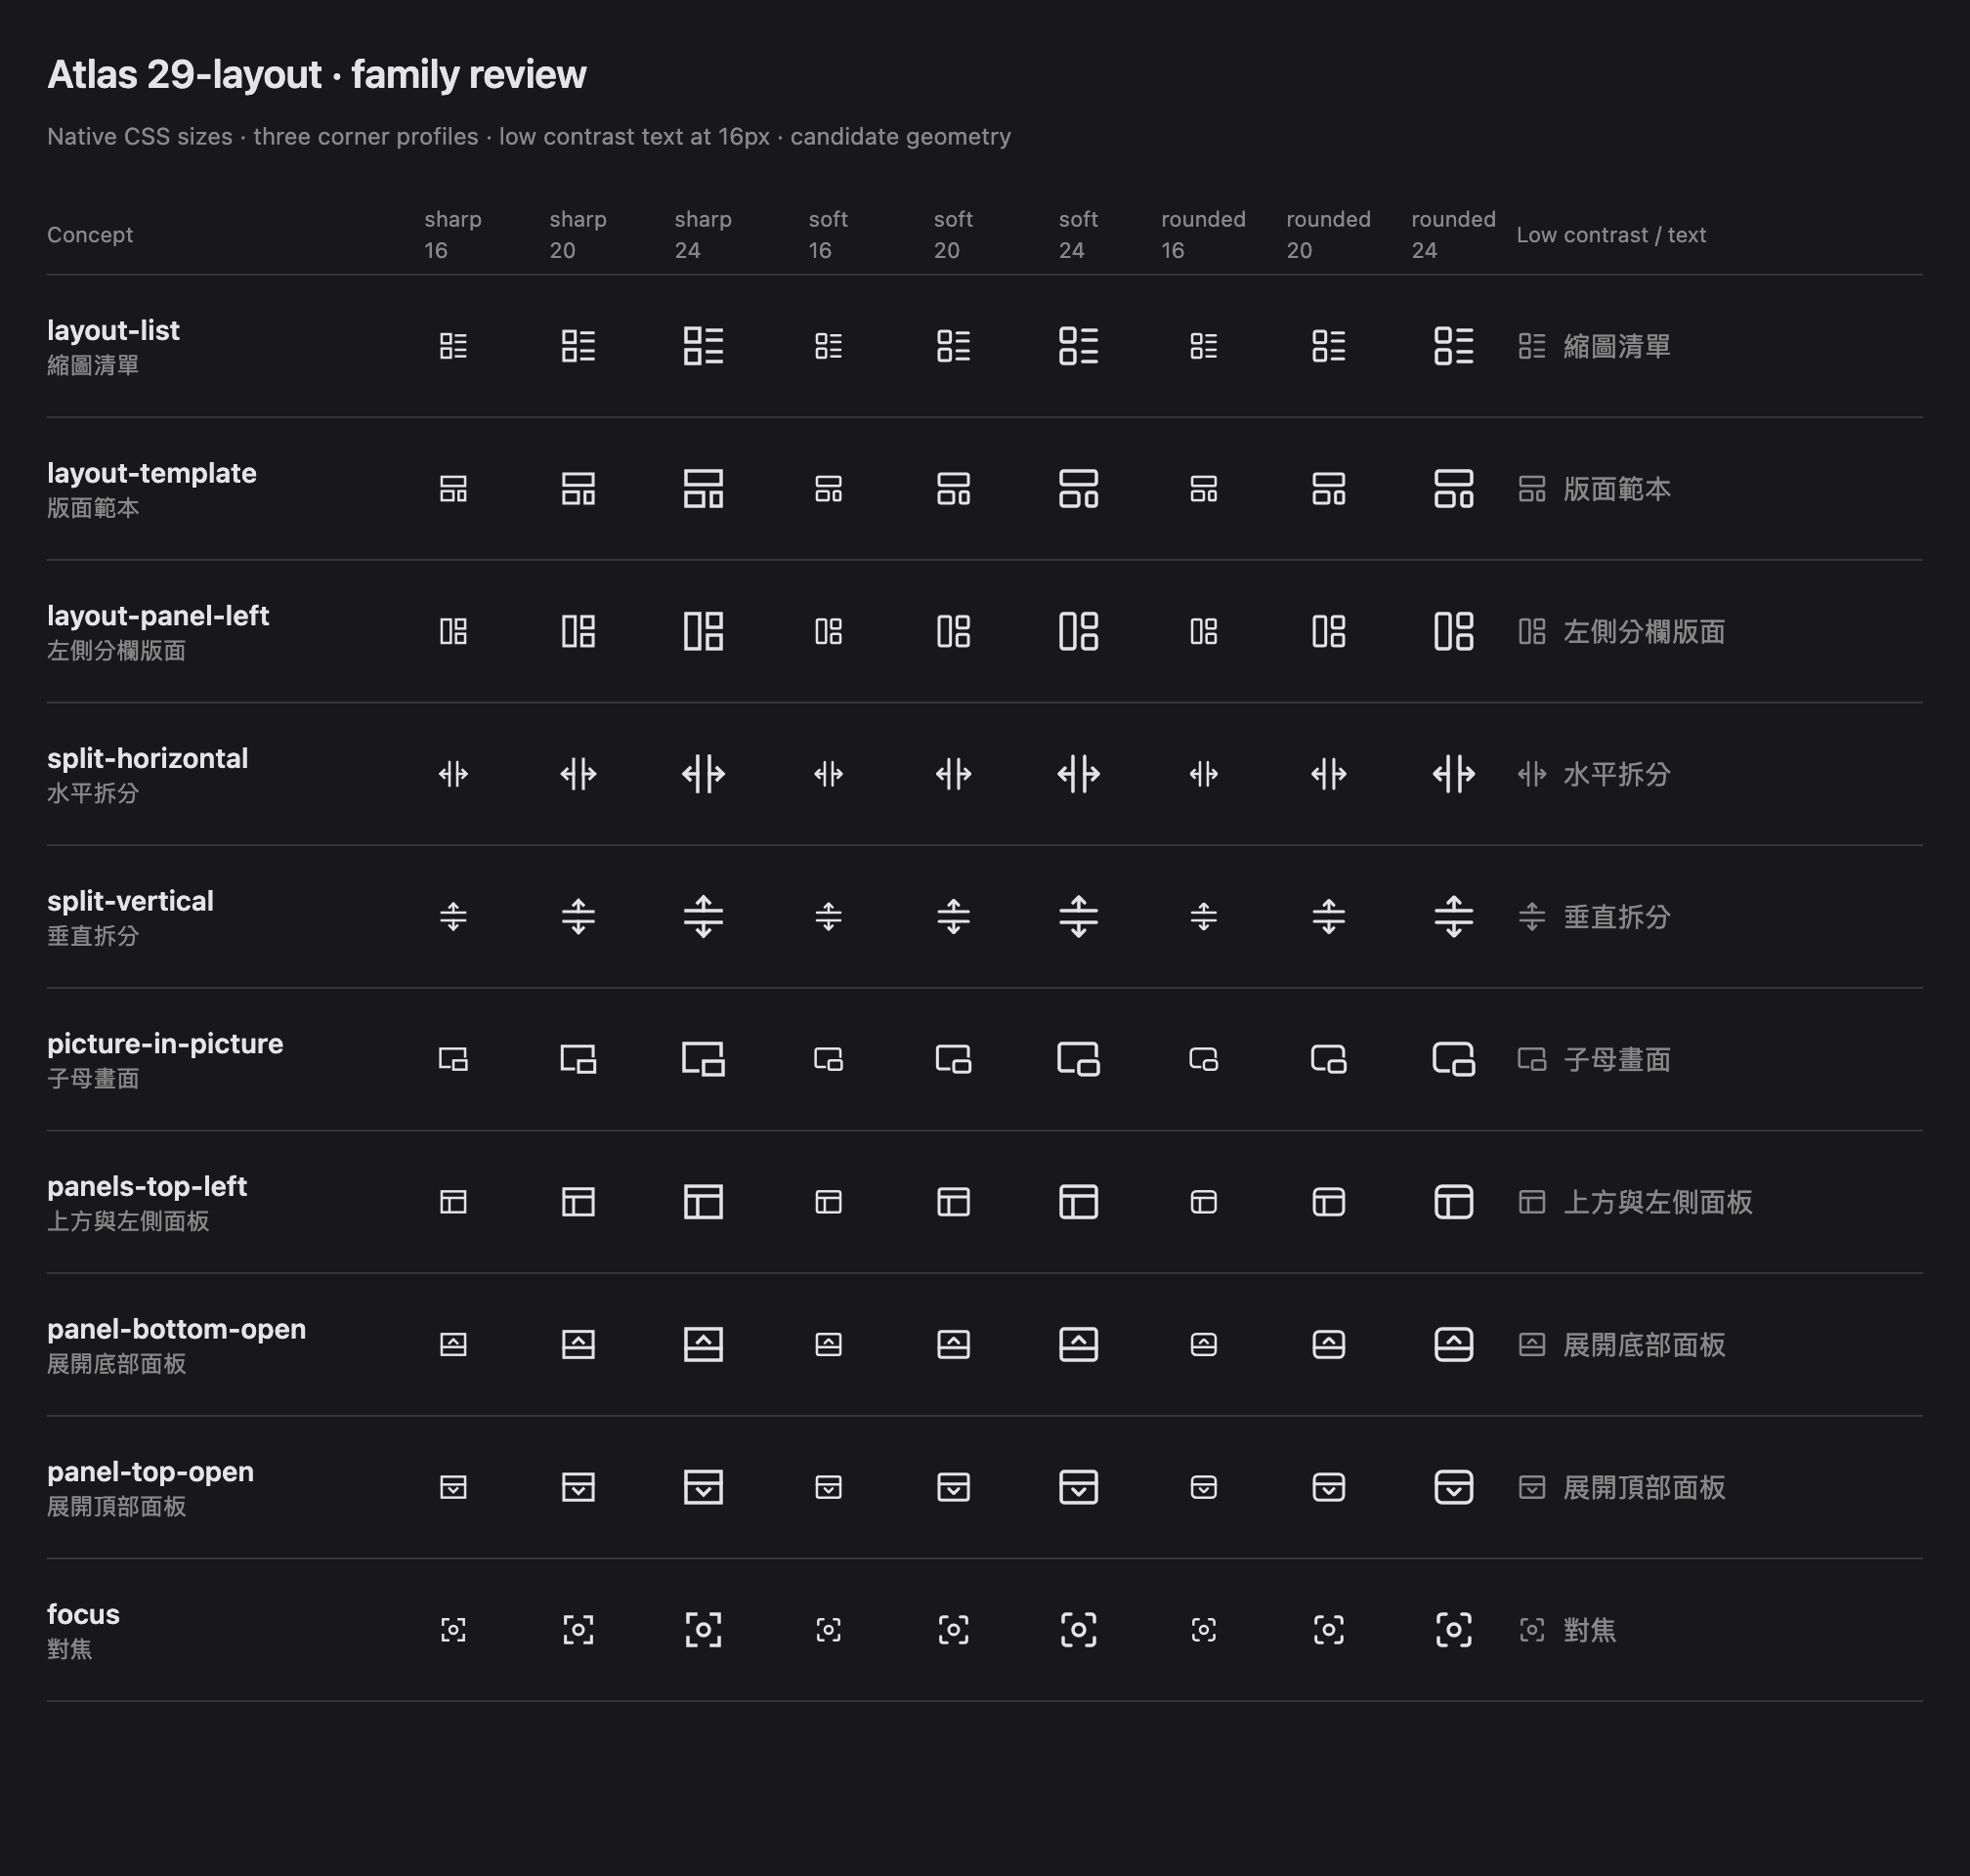 Atlas 29-layout · family review
Native CSS sizes · three corner profiles · low contrast text at 16px · candidate geometry
Concept
sharp 16
sharp 20
sharp 24
soft 16
soft 20
soft 24
rounded 16
rounded 20
rounded 24
Low contrast / text
layout-list
縮圖清單
縮圖清單
layout-template
版面範本
版面範本
layout-panel-left
左側分欄版面
左側分欄版面
split-horizontal
水平拆分
水平拆分
split-vertical
垂直拆分
垂直拆分
picture-in-picture
子母畫面
子母畫面
panels-top-left
上方與左側面板
上方與左側面板
panel-bottom-open
展開底部面板
展開底部面板
panel-top-open
展開頂部面板
展開頂部面板
focus
對焦
對焦